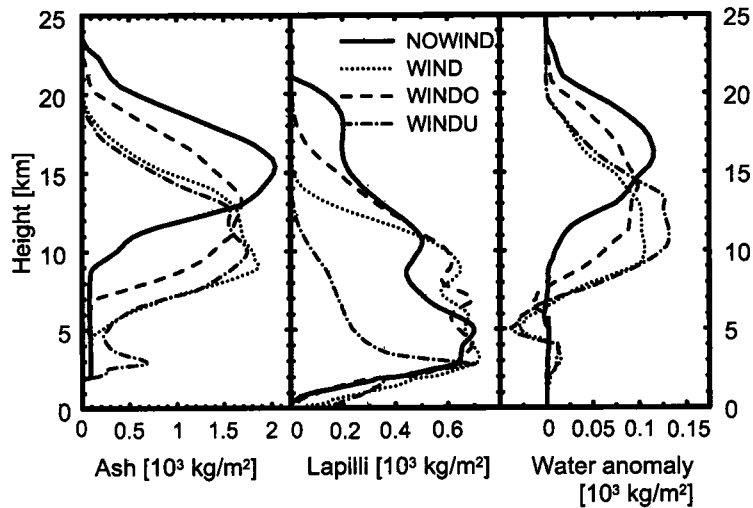 25
20
15
10
5
0
Height [km]
NOWIND
WIND
WINDO
WINDU
25
20
15
10
5
0
0 0.5 1 1.5 2
0 0.2 0.4 0.6
0 0.05 0.1 0.15
Ash [10³ kg/m²]
Lapilli [10³ kg/m²]
Water anomaly
[10³ kg/m²]